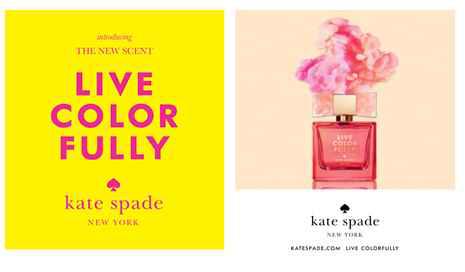 introducing
THE NEW SCENT
LIVE
COLOR
FULLY
kate spade
NEW YORK
LIVE
COLOR
FULLY
kate spade
NEW YORK
KATESPADE.COM LIVE COLORFULLY